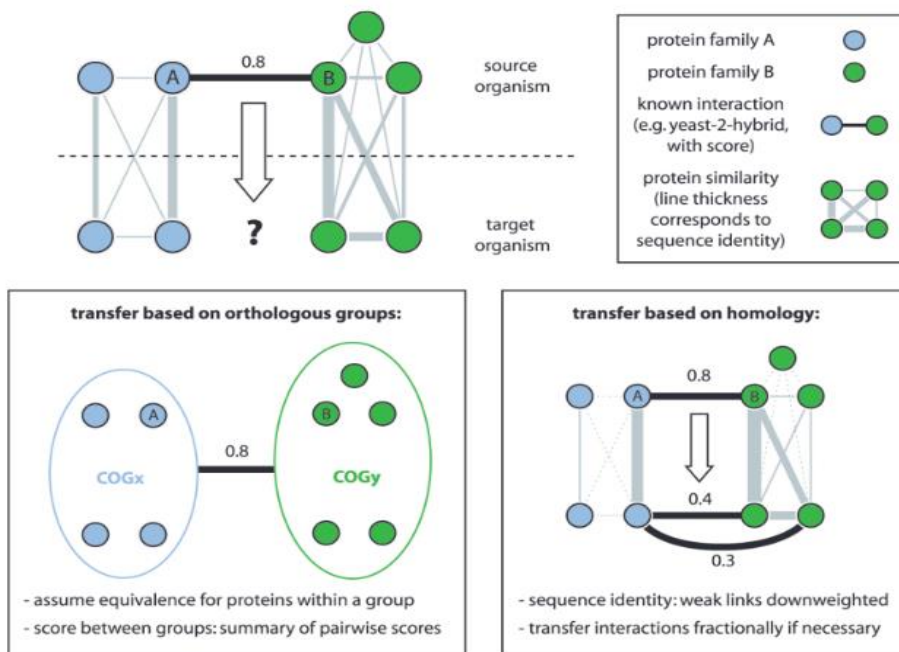 0.8
A
B
source
organism
?
target
organism
protein family A
protein family B
known interaction
(e.g. yeast-2-hybrid,
with score)
protein similarity
(line thickness
corresponds to
sequence identity)
transfer based on orthologous groups:
A
B
0.8
COGx
COGy
- assume equivalence for proteins within a group
- score between groups: summary of pairwise scores
transfer based on homology:
0.8
A
B
0.4
0.3
- sequence identity: weak links downweighted
- transfer interactions fractionally if necessary